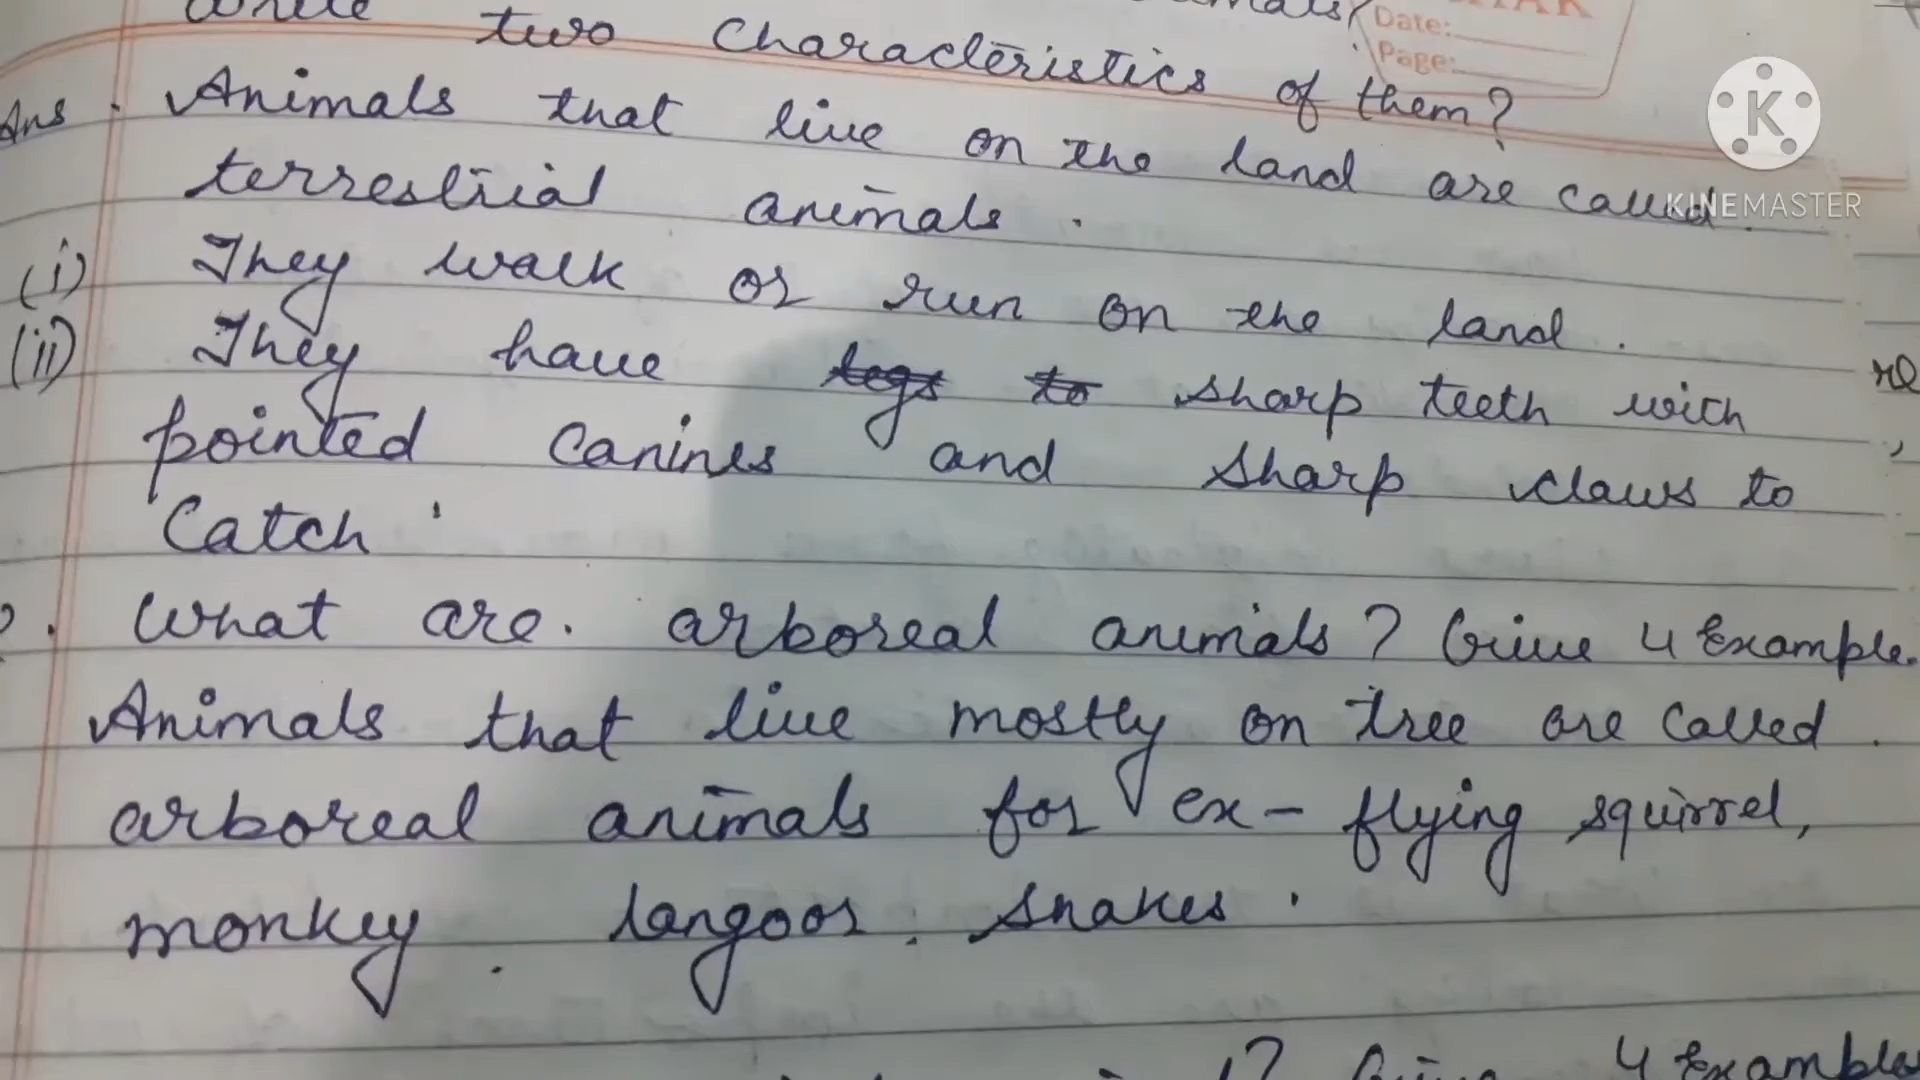 Write two characteristics of them?
Date:
Page:
Ans. Animals that live on the land are called
terrestrial animals.
(i) They walk or run on the land.
(ii) They have legs to sharp teeth with
pointed canines and sharp claws to
Catch.
What are. arboreal animals? Give 4 Example.
Animals that live mostly on tree are called.
arboreal animals for ex- flying squirrel,
monkey. langoor. snakes.
Give 4 Example
K
KINEMASTER